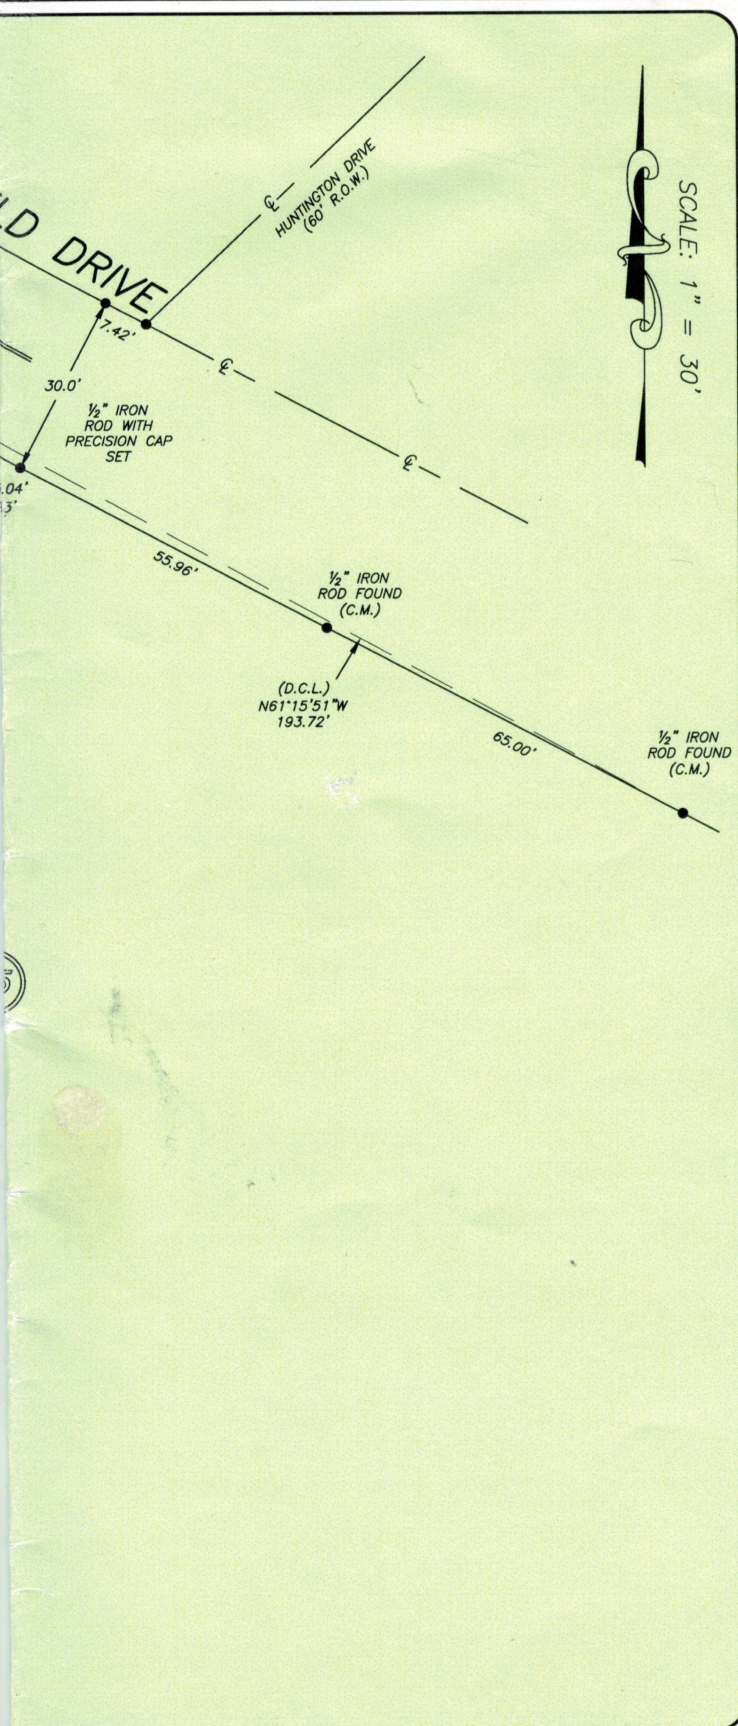 HUNTINGTON DRIVE
(60' R.O.W.)
SCALE: 1" = 30'
LD DRIVE
7.42'
30.0'
½" IRON
ROD WITH
PRECISION CAP
SET
.04'
3'
55.96'
½" IRON
ROD FOUND
(C.M.)
(D.C.L.)
N61°15'51"W
193.72'
65.00'
½" IRON
ROD FOUND
(C.M.)